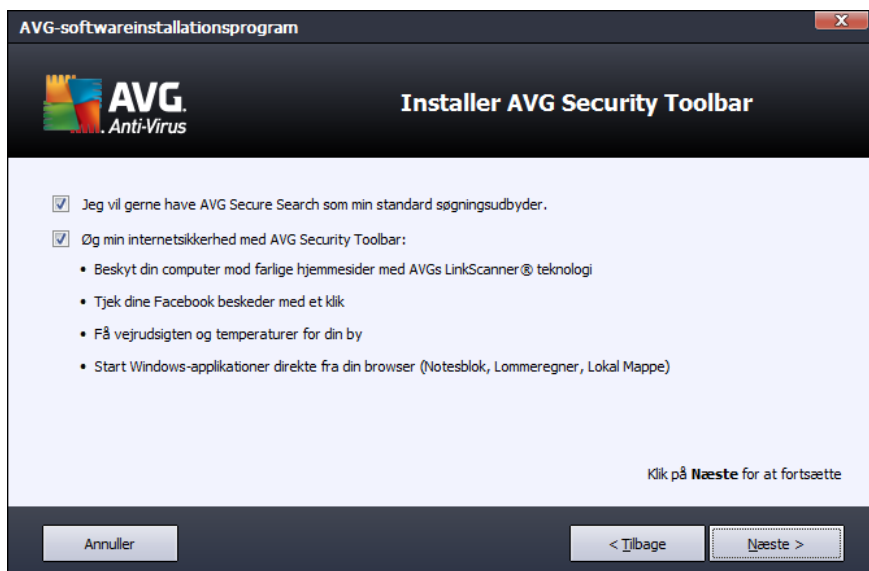 AVG-softwareinstallationsprogram
AVG.
Anti-Virus
Installer AVG Security Toolbar
Jeg vil gerne have AVG Secure Search som min standard søgningsudbyder.
Øg min internetsikkerhed med AVG Security Toolbar:
• Beskyt din computer mod farlige hjemmesider med AVGs LinkScanner® teknologi
• Tjek dine Facebook beskeder med et klik
• Få vejrudsigten og temperaturer for din by
• Start Windows-applikationer direkte fra din browser (Notesblok, Lommeregner, Lokal Mappe)
Klik på Næste for at fortsætte
Annuller
< Tilbage
Næste >